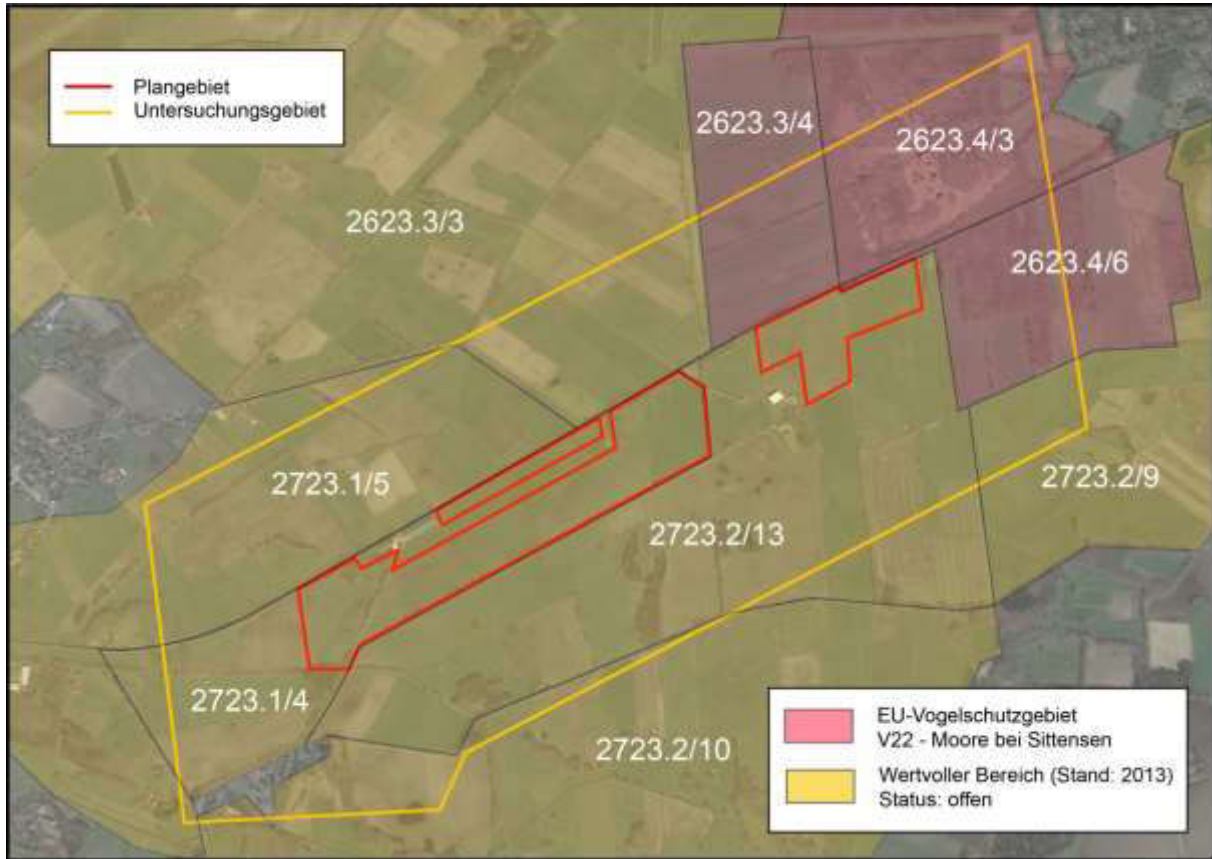 Plangebiet
Untersuchungsgebiet
2623.3/4
2623.4/3
2623.3/3
2623.4/6
2723.1/5
2723.2/9
2723.2/13
2723.1/4
2723.2/10
EU-Vogelschutzgebiet
V22 - Moore bei Sittensen
Wertvoller Bereich (Stand: 2013)
Status: offen